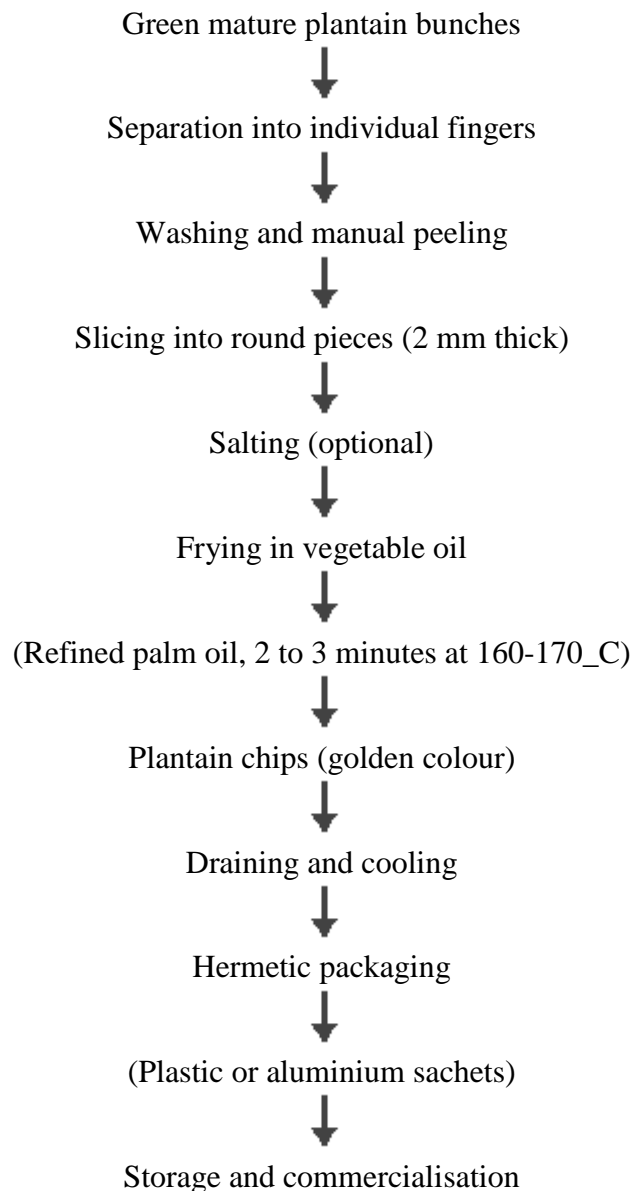 Green mature plantain bunches
Separation into individual fingers
Washing and manual peeling
Slicing into round pieces (2 mm thick)
Salting (optional)
Frying in vegetable oil
(Refined palm oil, 2 to 3 minutes at 160-170_C)
Plantain chips (golden colour)
Draining and cooling
Hermetic packaging
(Plastic or aluminium sachets)
Storage and commercialisation